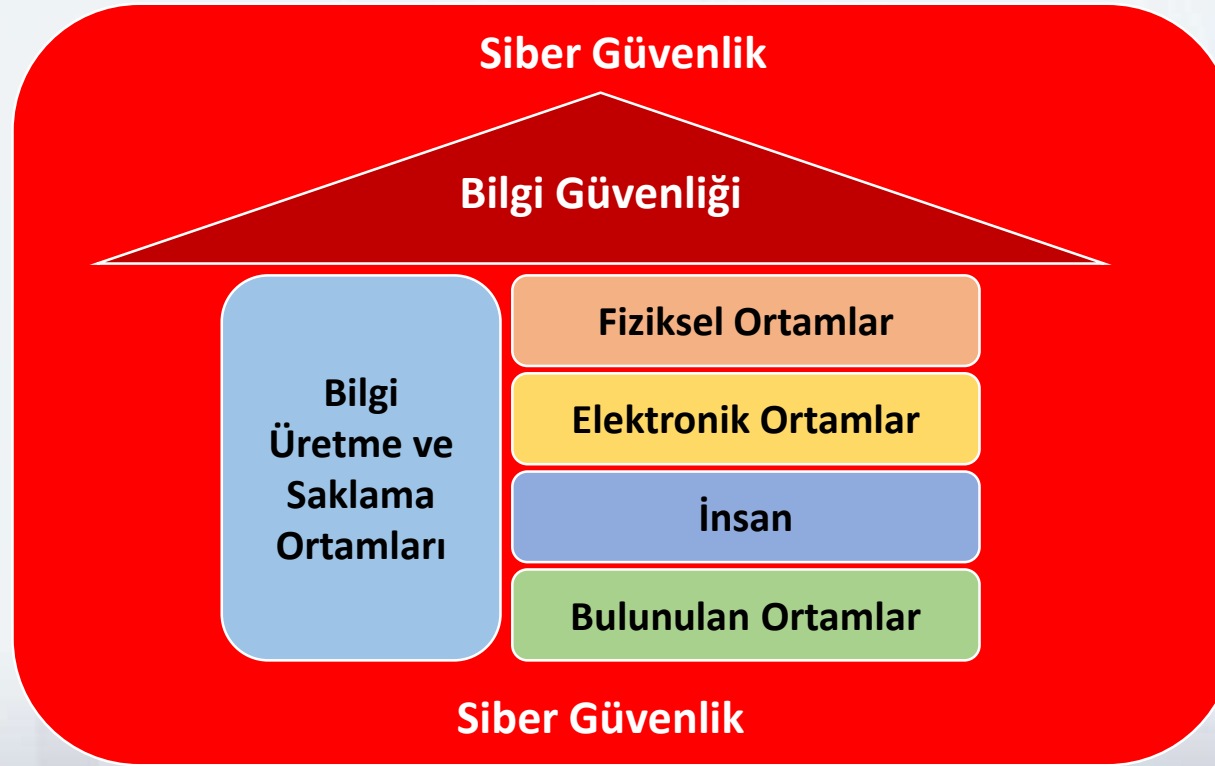 Siber Güvenlik
Bilgi Güvenliği
Bilgi
Üretme ve
Saklama
Ortamları
Fiziksel Ortamlar
Elektronik Ortamlar
İnsan
Bulunulan Ortamlar
Siber Güvenlik